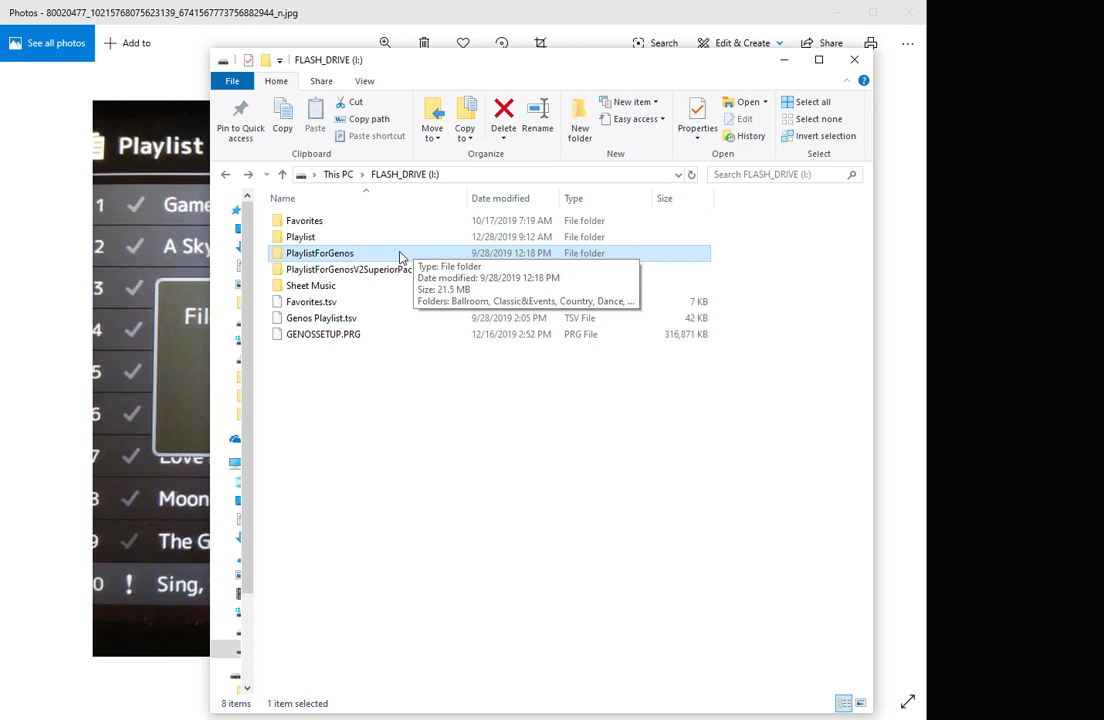 Photos - 80020477_10215768075623139_6741567773756882944_n.jpg
See all photos
Add to
Search
Edit & Create
Share
FLASH_DRIVE (I:)
File
Home
Share
View
Pin to Quick access
Copy
Paste
Cut
Copy path
Paste shortcut
Clipboard
Move to
Copy to
Delete
Rename
Organize
New folder
New item
Easy access
New
Properties
Open
Edit
History
Open
Select all
Select none
Invert selection
Select
This PC
FLASH_DRIVE (I:)
Search FLASH_DRIVE (I:)
Name Date modified Type Size
Favorites 10/17/2019 7:19 AM File folder
Playlist 12/28/2019 9:12 AM File folder
PlaylistForGenos 9/28/2019 12:18 PM File folder
PlaylistForGenosV2SuperiorPac
Sheet Music
Favorites.tsv 7 KB
Genos Playlist.tsv 9/28/2019 2:05 PM TSV File 42 KB
GENOSSETUP.PRG 12/16/2019 2:52 PM PRG File 316,871 KB
Type: File folder
Date modified: 9/28/2019 12:18 PM
Size: 21.5 MB
Folders: Ballroom, Classic&Events, Country, Dance, ...
Playlist
1 Game
2 A Sky
3
Fil
5
6
7 Love
8 Moon
9 The G
0 ! Sing,
8 items
1 item selected